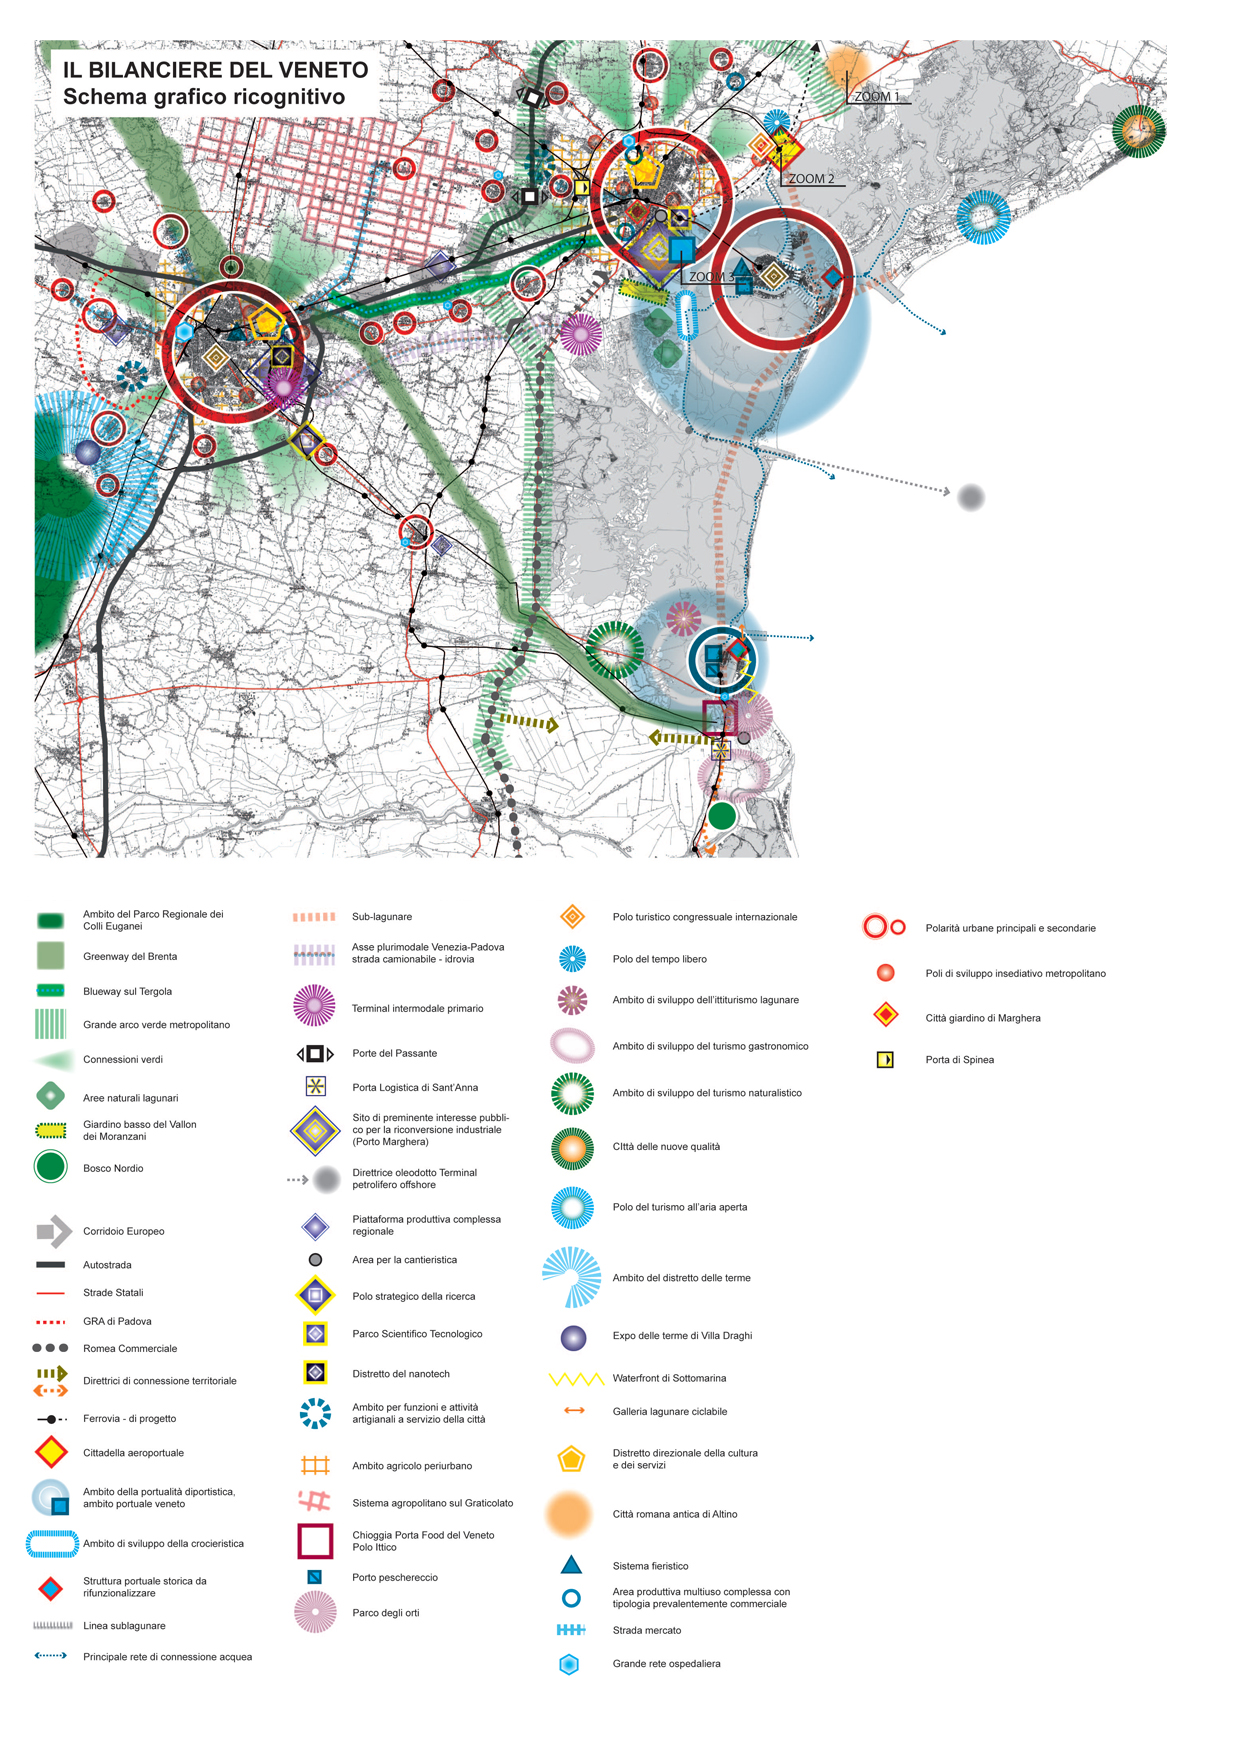 IL BILANCIERE DEL VENETO
Schema grafico ricognitivo
ZOOM 1
ZOOM 2
ZOOM 3
Ambito del Parco Regionale dei
Colli Euganei
Greenway del Brenta
Blueway sul Tergola
Grande arco verde metropolitano
Connessioni verdi
Aree naturali lagunari
Giardino basso del Vallon
dei Moranzani
Bosco Nordio
Corridoio Europeo
Autostrada
Strade Statali
GRA di Padova
Romea Commerciale
Direttrici di connessione territoriale
Ferrovia - di progetto
Cittadella aeroportuale
Ambito della portualità diportistica,
ambito portuale veneto
Ambito di sviluppo della crocieristica
Struttura portuale storica da
rifunzionalizzare
Linea sublagunare
Principale rete di connessione acquea
Sub-lagunare
Asse plurimodale Venezia-Padova
strada camionabile - idrovia
Terminal intermodale primario
Porte del Passante
Porta Logistica di Sant'Anna
Sito di preminente interesse pubbli-
co per la riconversione industriale
(Porto Marghera)
Direttrice oleodotto Terminal
petrolifero offshore
Piattaforma produttiva complessa
regionale
Area per la cantieristica
Polo strategico della ricerca
Parco Scientifico Tecnologico
Distretto del nanotech
Ambito per funzioni e attività
artigianali a servizio della città
Ambito agricolo periurbano
Sistema agropolitano sul Graticolato
Chioggia Porta Food del Veneto
Polo Ittico
Porto peschereccio
Parco degli orti
Polo turistico congressuale internazionale
Polo del tempo libero
Ambito di sviluppo dell'ittiturismo lagunare
Ambito di sviluppo del turismo gastronomico
Ambito di sviluppo del turismo naturalistico
CIttà delle nuove qualità
Polo del turismo all'aria aperta
Ambito del distretto delle terme
Expo delle terme di Villa Draghi
Waterfront di Sottomarina
Galleria lagunare ciclabile
Distretto direzionale della cultura
e dei servizi
Città romana antica di Altino
Sistema fieristico
Area produttiva multiuso complessa con
tipologia prevalentemente commerciale
Strada mercato
Grande rete ospedaliera
Polarità urbane principali e secondarie
Poli di sviluppo insediativo metropolitano
Città giardino di Marghera
Porta di Spinea